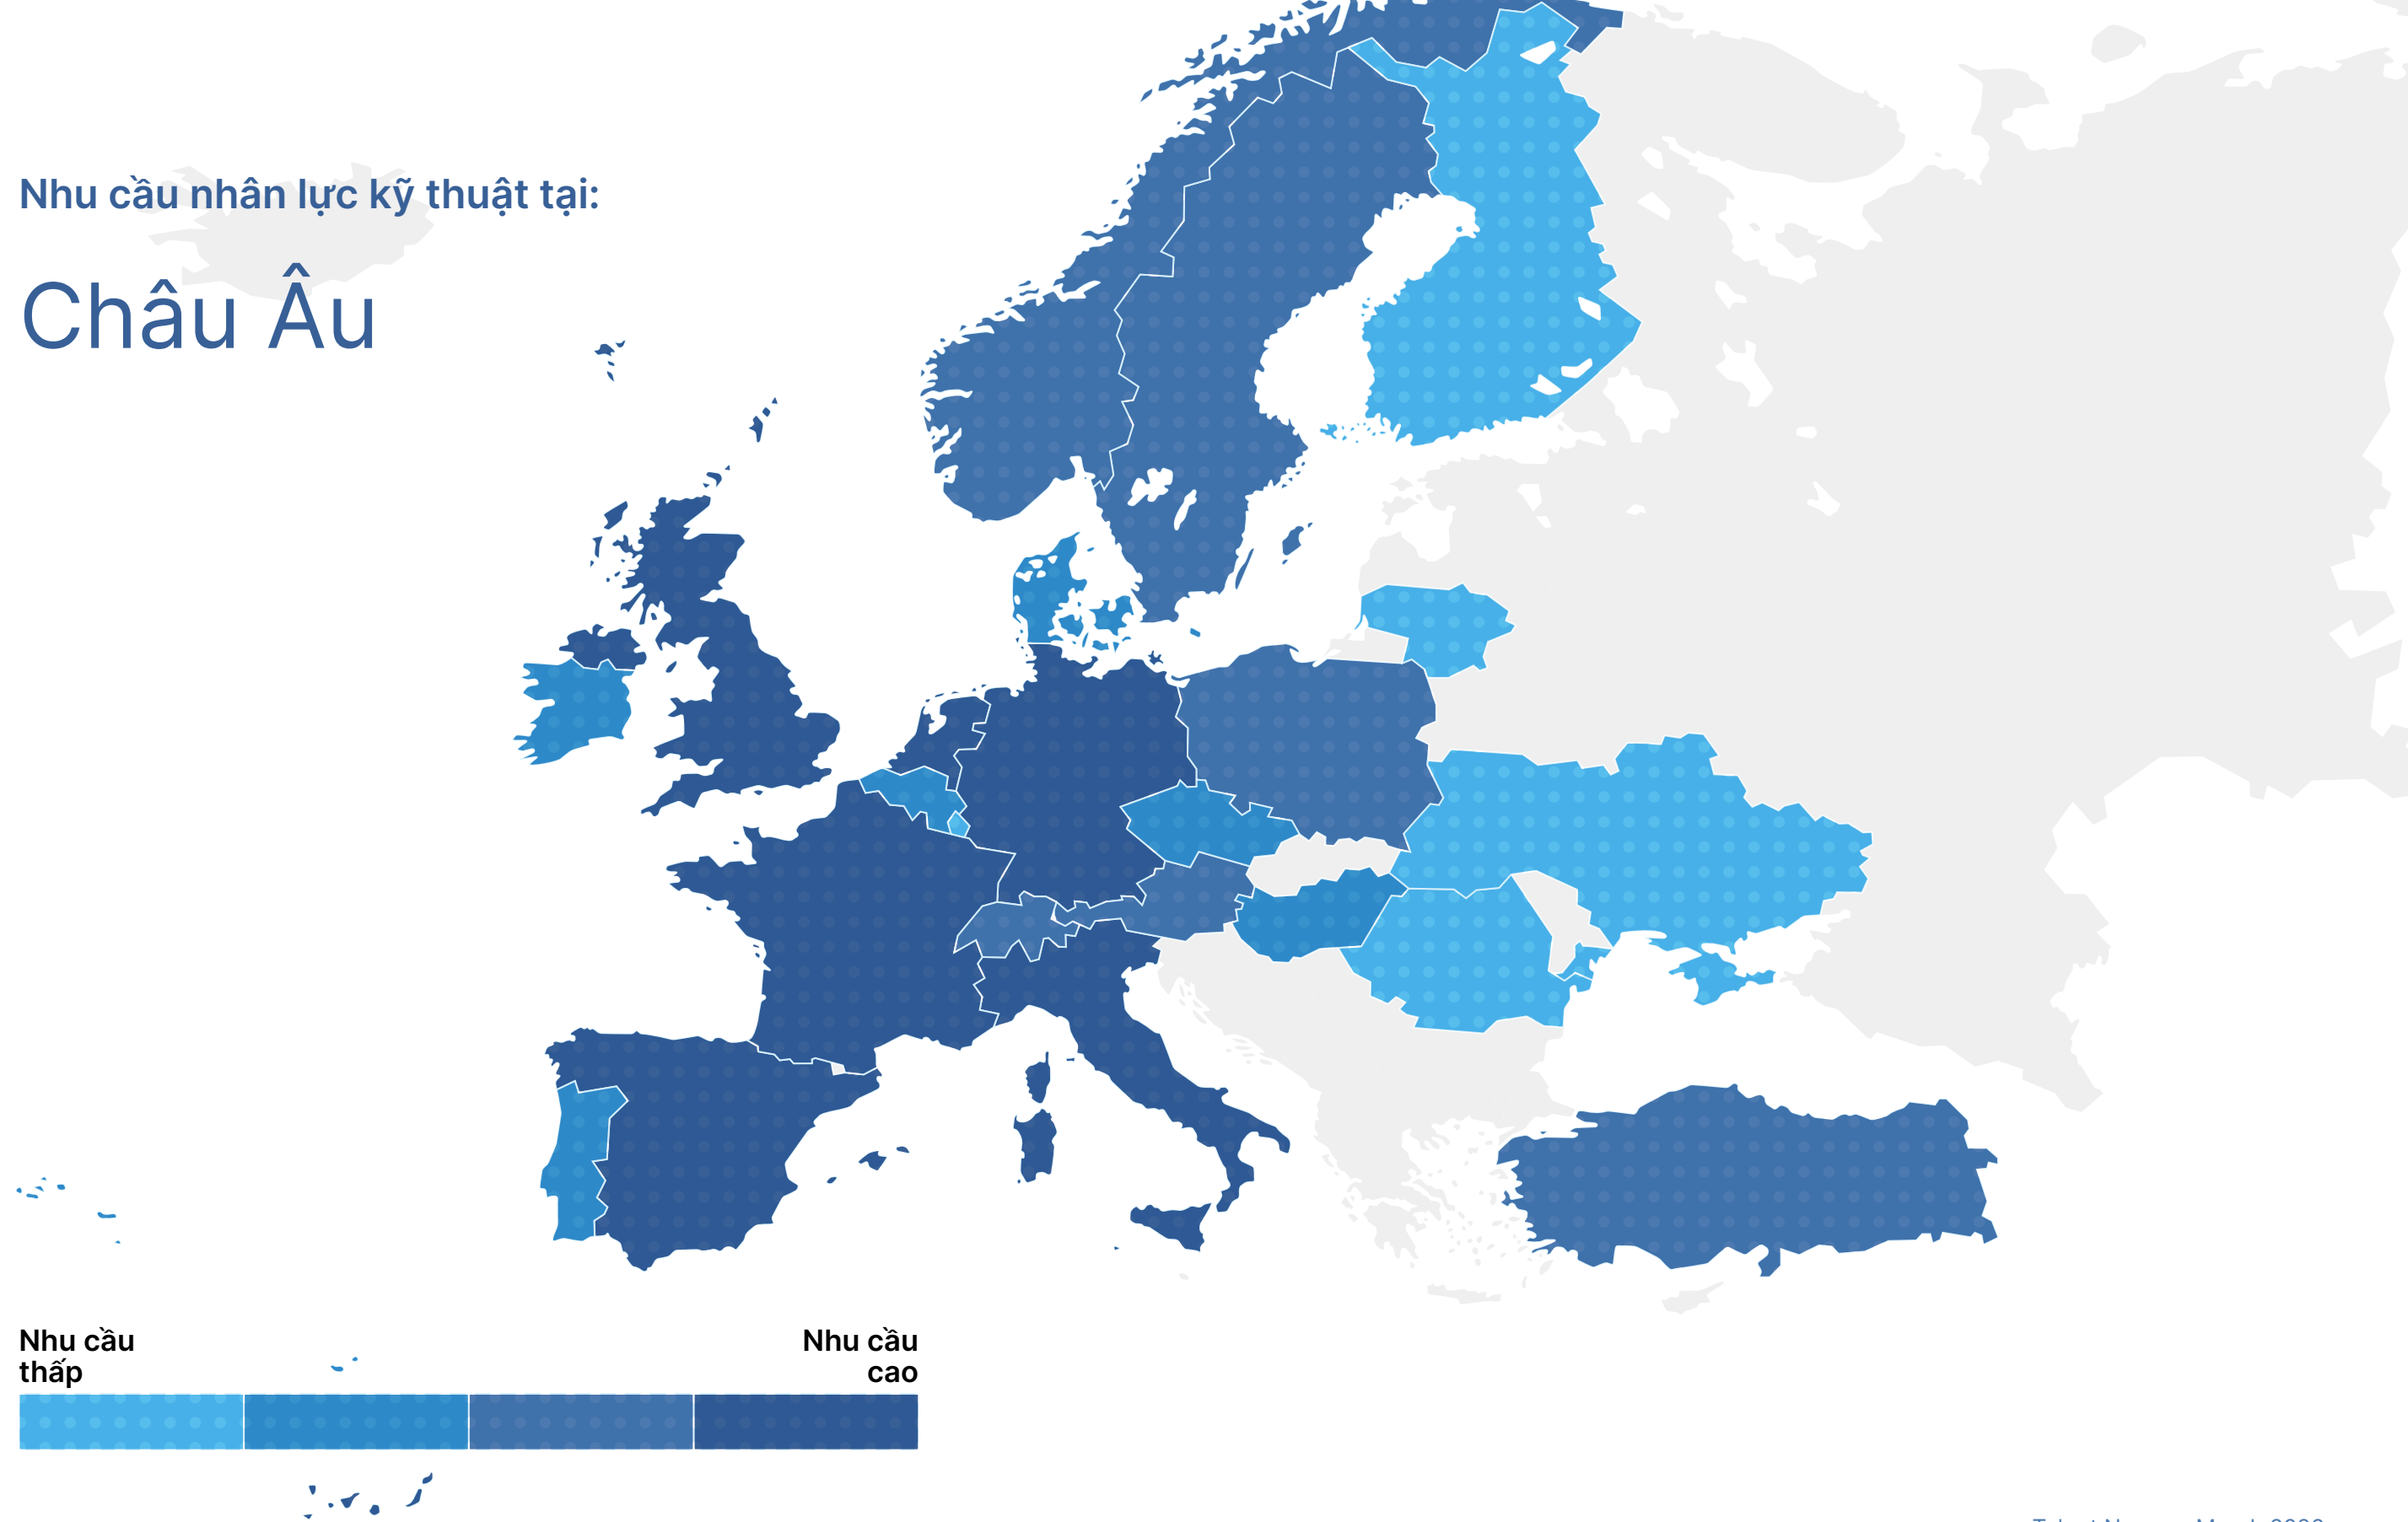 Nhu cầu nhân lực kỹ thuật tại:
Châu Âu
Nhu cầu
thấp
Nhu cầu
cao